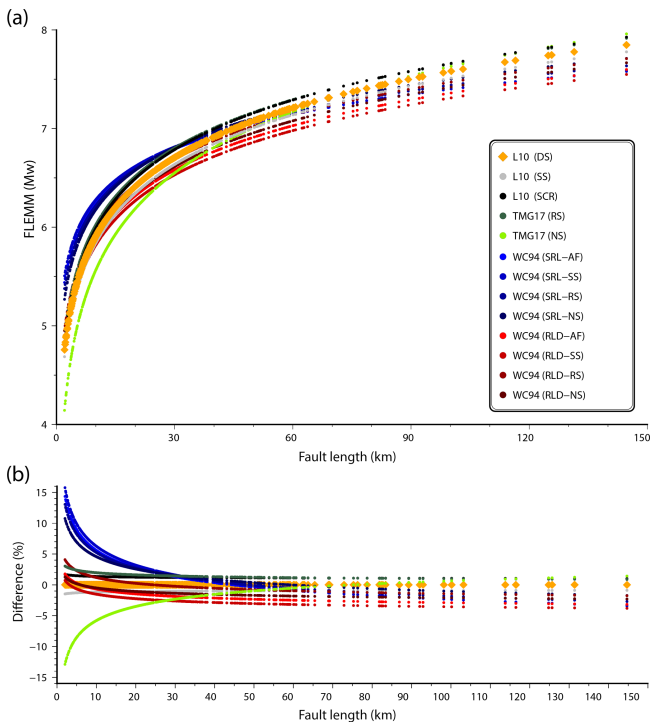 (a)
8
7
6
5
4
FLEMM (Mw)
L10 (DS)
L10 (SS)
L10 (SCR)
TMG17 (RS)
TMG17 (NS)
WC94 (SRL−AF)
WC94 (SRL−SS)
WC94 (SRL−RS)
WC94 (SRL−NS)
WC94 (RLD−AF)
WC94 (RLD−SS)
WC94 (RLD−RS)
WC94 (RLD−NS)
0 30 60 90 120 150
Fault length (km)
(b)
15
10
5
0
−5
−10
−15
Difference (%)
0 10 20 30 40 50 60 70 80 90 100 110 120 130 140 150
Fault length (km)